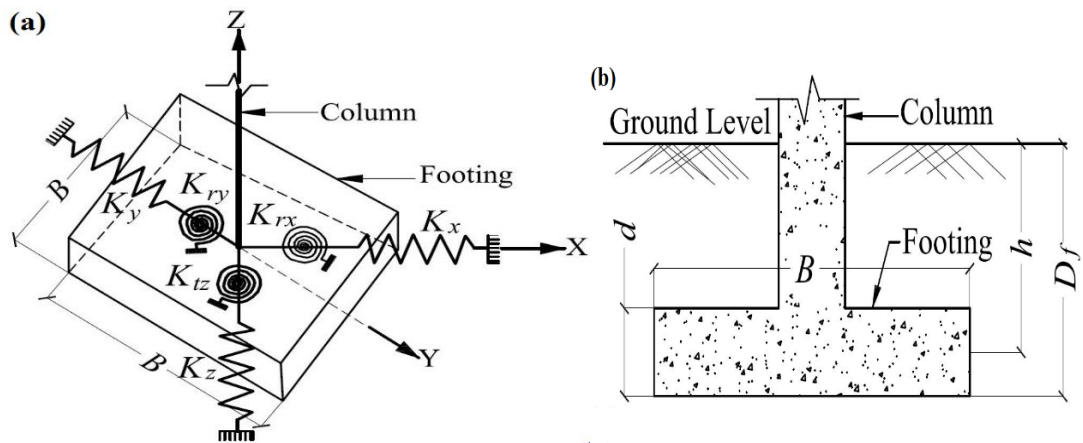 (a)
Z
Column
Footing
B
K_y
K_ry
K_rx
K_x
X
K_tz
Y
K_z
B
(b)
Column
Ground Level
d
B
Footing
h
D_f